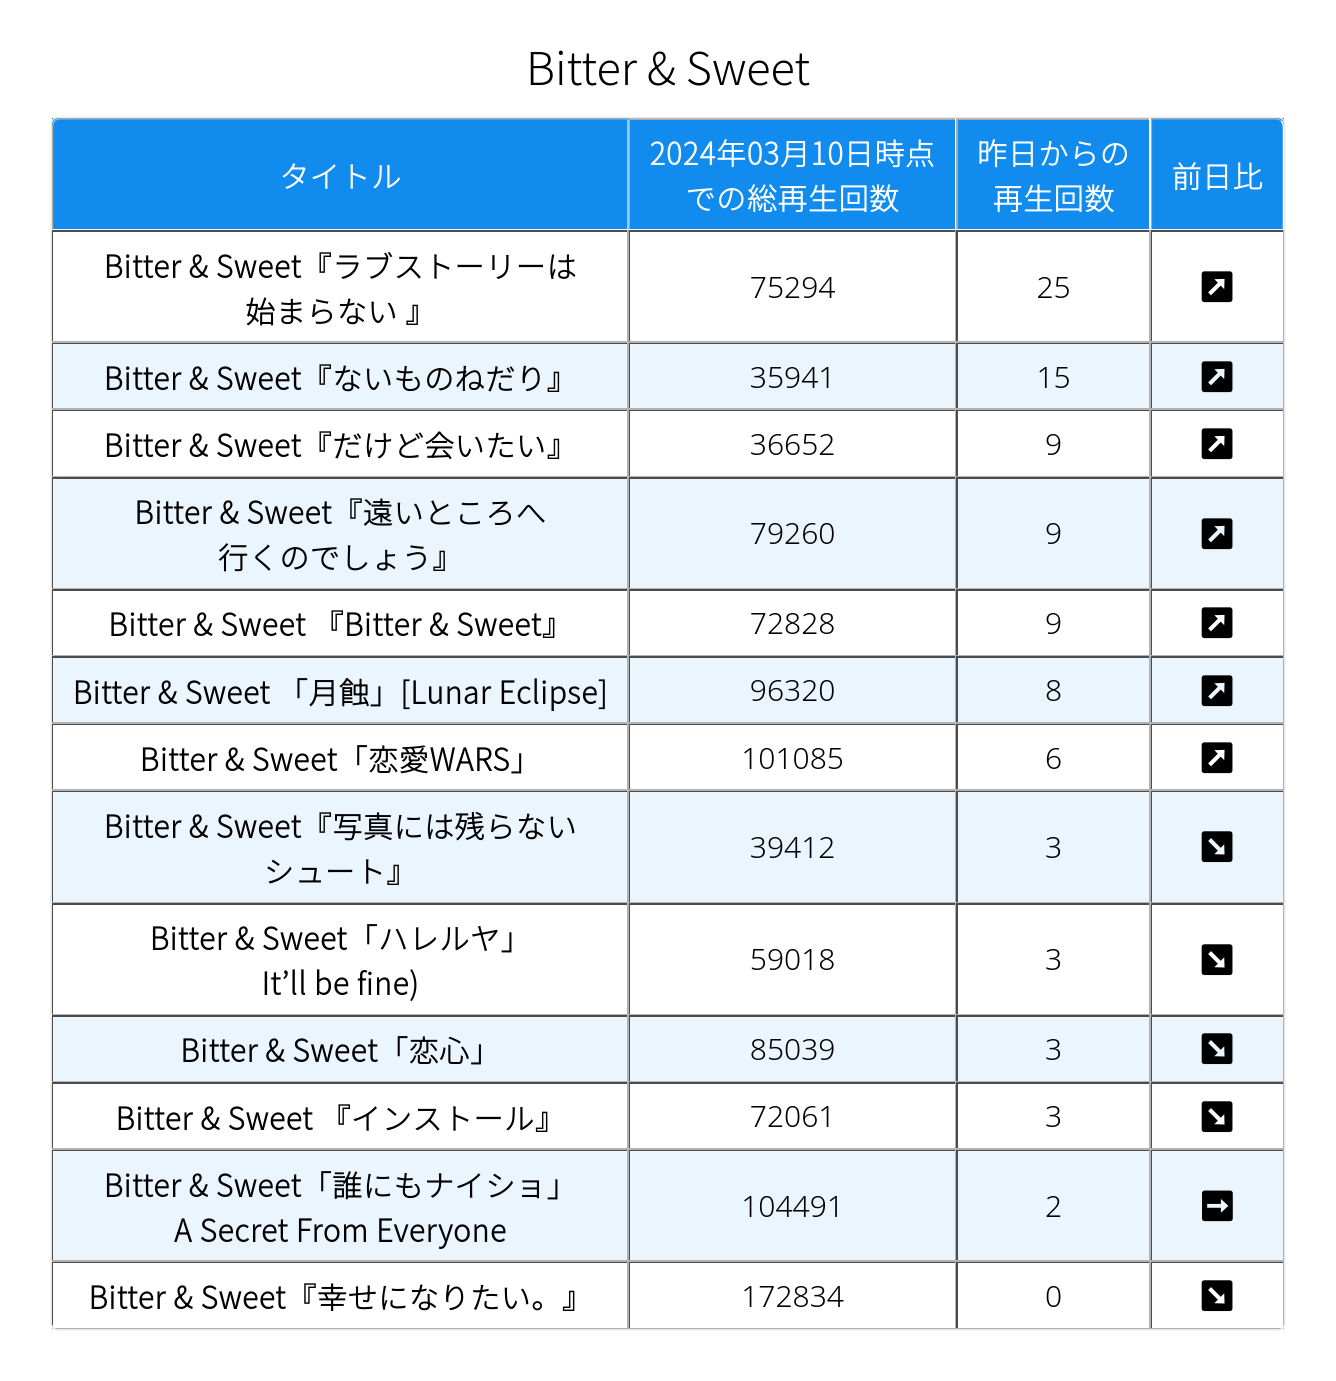 Bitter & Sweet
タイトル
2024年03月10日時点
での総再生回数
昨日からの
再生回数
前日比
Bitter & Sweet『ラブストーリーは
始まらない 』
75294
25
Bitter & Sweet『ないものねだり』
35941
15
Bitter & Sweet『だけど会いたい』
36652
9
Bitter & Sweet『遠いところへ
行くのでしょう』
79260
9
Bitter & Sweet 『Bitter & Sweet』
72828
9
Bitter & Sweet 「月蝕」[Lunar Eclipse]
96320
8
Bitter & Sweet「恋愛WARS」
101085
6
Bitter & Sweet『写真には残らない
シュート』
39412
3
Bitter & Sweet「ハレルヤ」
It’ll be fine)
59018
3
Bitter & Sweet「恋心」
85039
3
Bitter & Sweet 『インストール』
72061
3
Bitter & Sweet「誰にもナイショ」
A Secret From Everyone
104491
2
Bitter & Sweet『幸せになりたい。』
172834
0